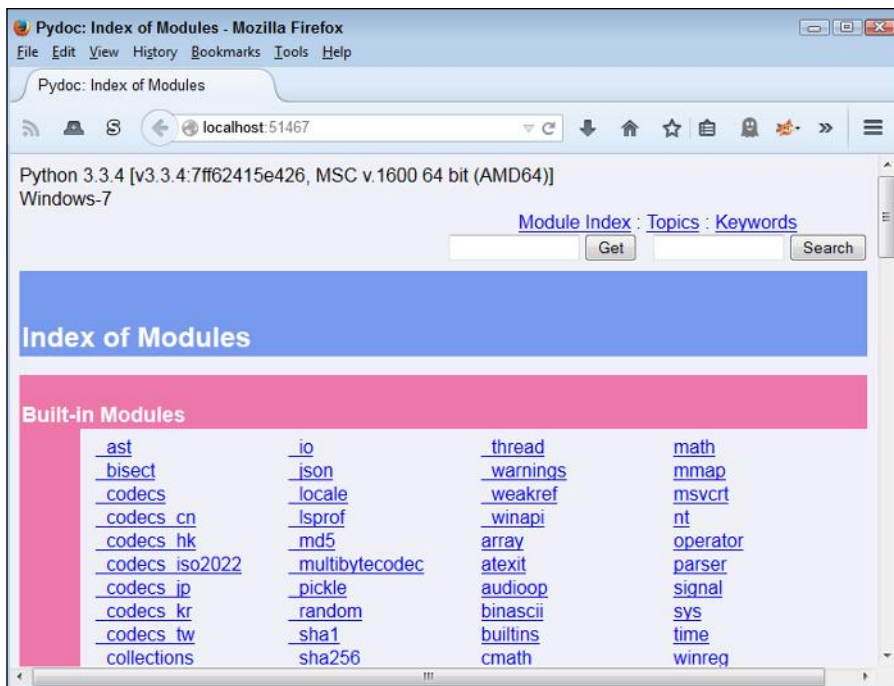 Pydoc: Index of Modules - Mozilla Firefox
File Edit View History Bookmarks Tools Help
Pydoc: Index of Modules
localhost:51467
Python 3.3.4 [v3.3.4:7ff62415e426, MSC v.1600 64 bit (AMD64)]
Windows-7
Module Index : Topics : Keywords
Get Search
Index of Modules
Built-in Modules
_ast _io _thread math
_bisect _json _warnings mmap
_codecs _locale _weakref msvcrt
_codecs_cn _lsprof _winapi nt
_codecs_hk _md5 array operator
_codecs_iso2022 _multibytecodec atexit parser
_codecs_jp _pickle audioop signal
_codecs_kr _random binascii sys
_codecs_tw _sha1 builtins time
_collections _sha256 cmath winreg